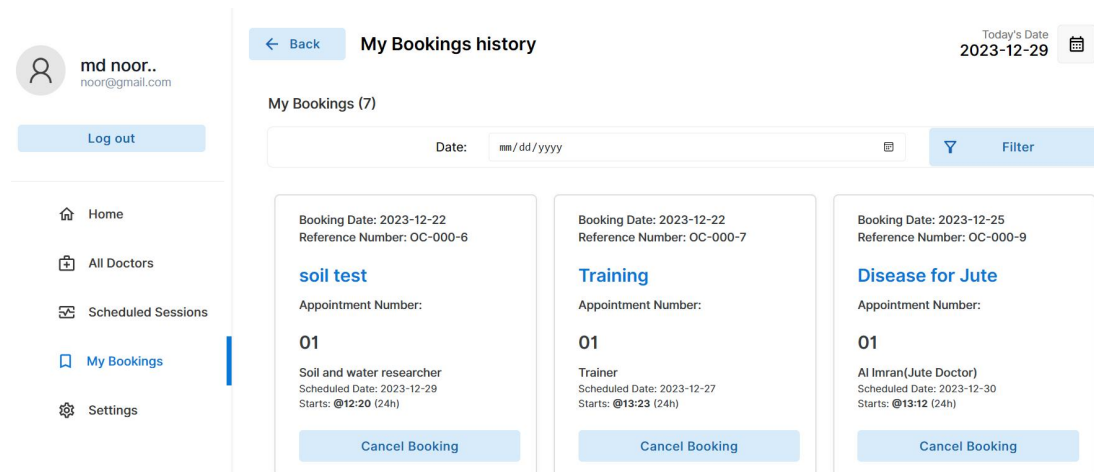 md noor..
noor@gmail.com
Log out
Home
All Doctors
Scheduled Sessions
My Bookings
Settings
Back
My Bookings history
Today's Date
2023-12-29
My Bookings (7)
Date:
mm/dd/yyyy
Filter
Booking Date: 2023-12-22
Reference Number: OC-000-6
soil test
Appointment Number:
01
Soil and water researcher
Scheduled Date: 2023-12-29
Starts: @12:20 (24h)
Cancel Booking
Booking Date: 2023-12-22
Reference Number: OC-000-7
Training
Appointment Number:
01
Trainer
Scheduled Date: 2023-12-27
Starts: @13:23 (24h)
Cancel Booking
Booking Date: 2023-12-25
Reference Number: OC-000-9
Disease for Jute
Appointment Number:
01
Al Imran(Jute Doctor)
Scheduled Date: 2023-12-30
Starts: @13:12 (24h)
Cancel Booking